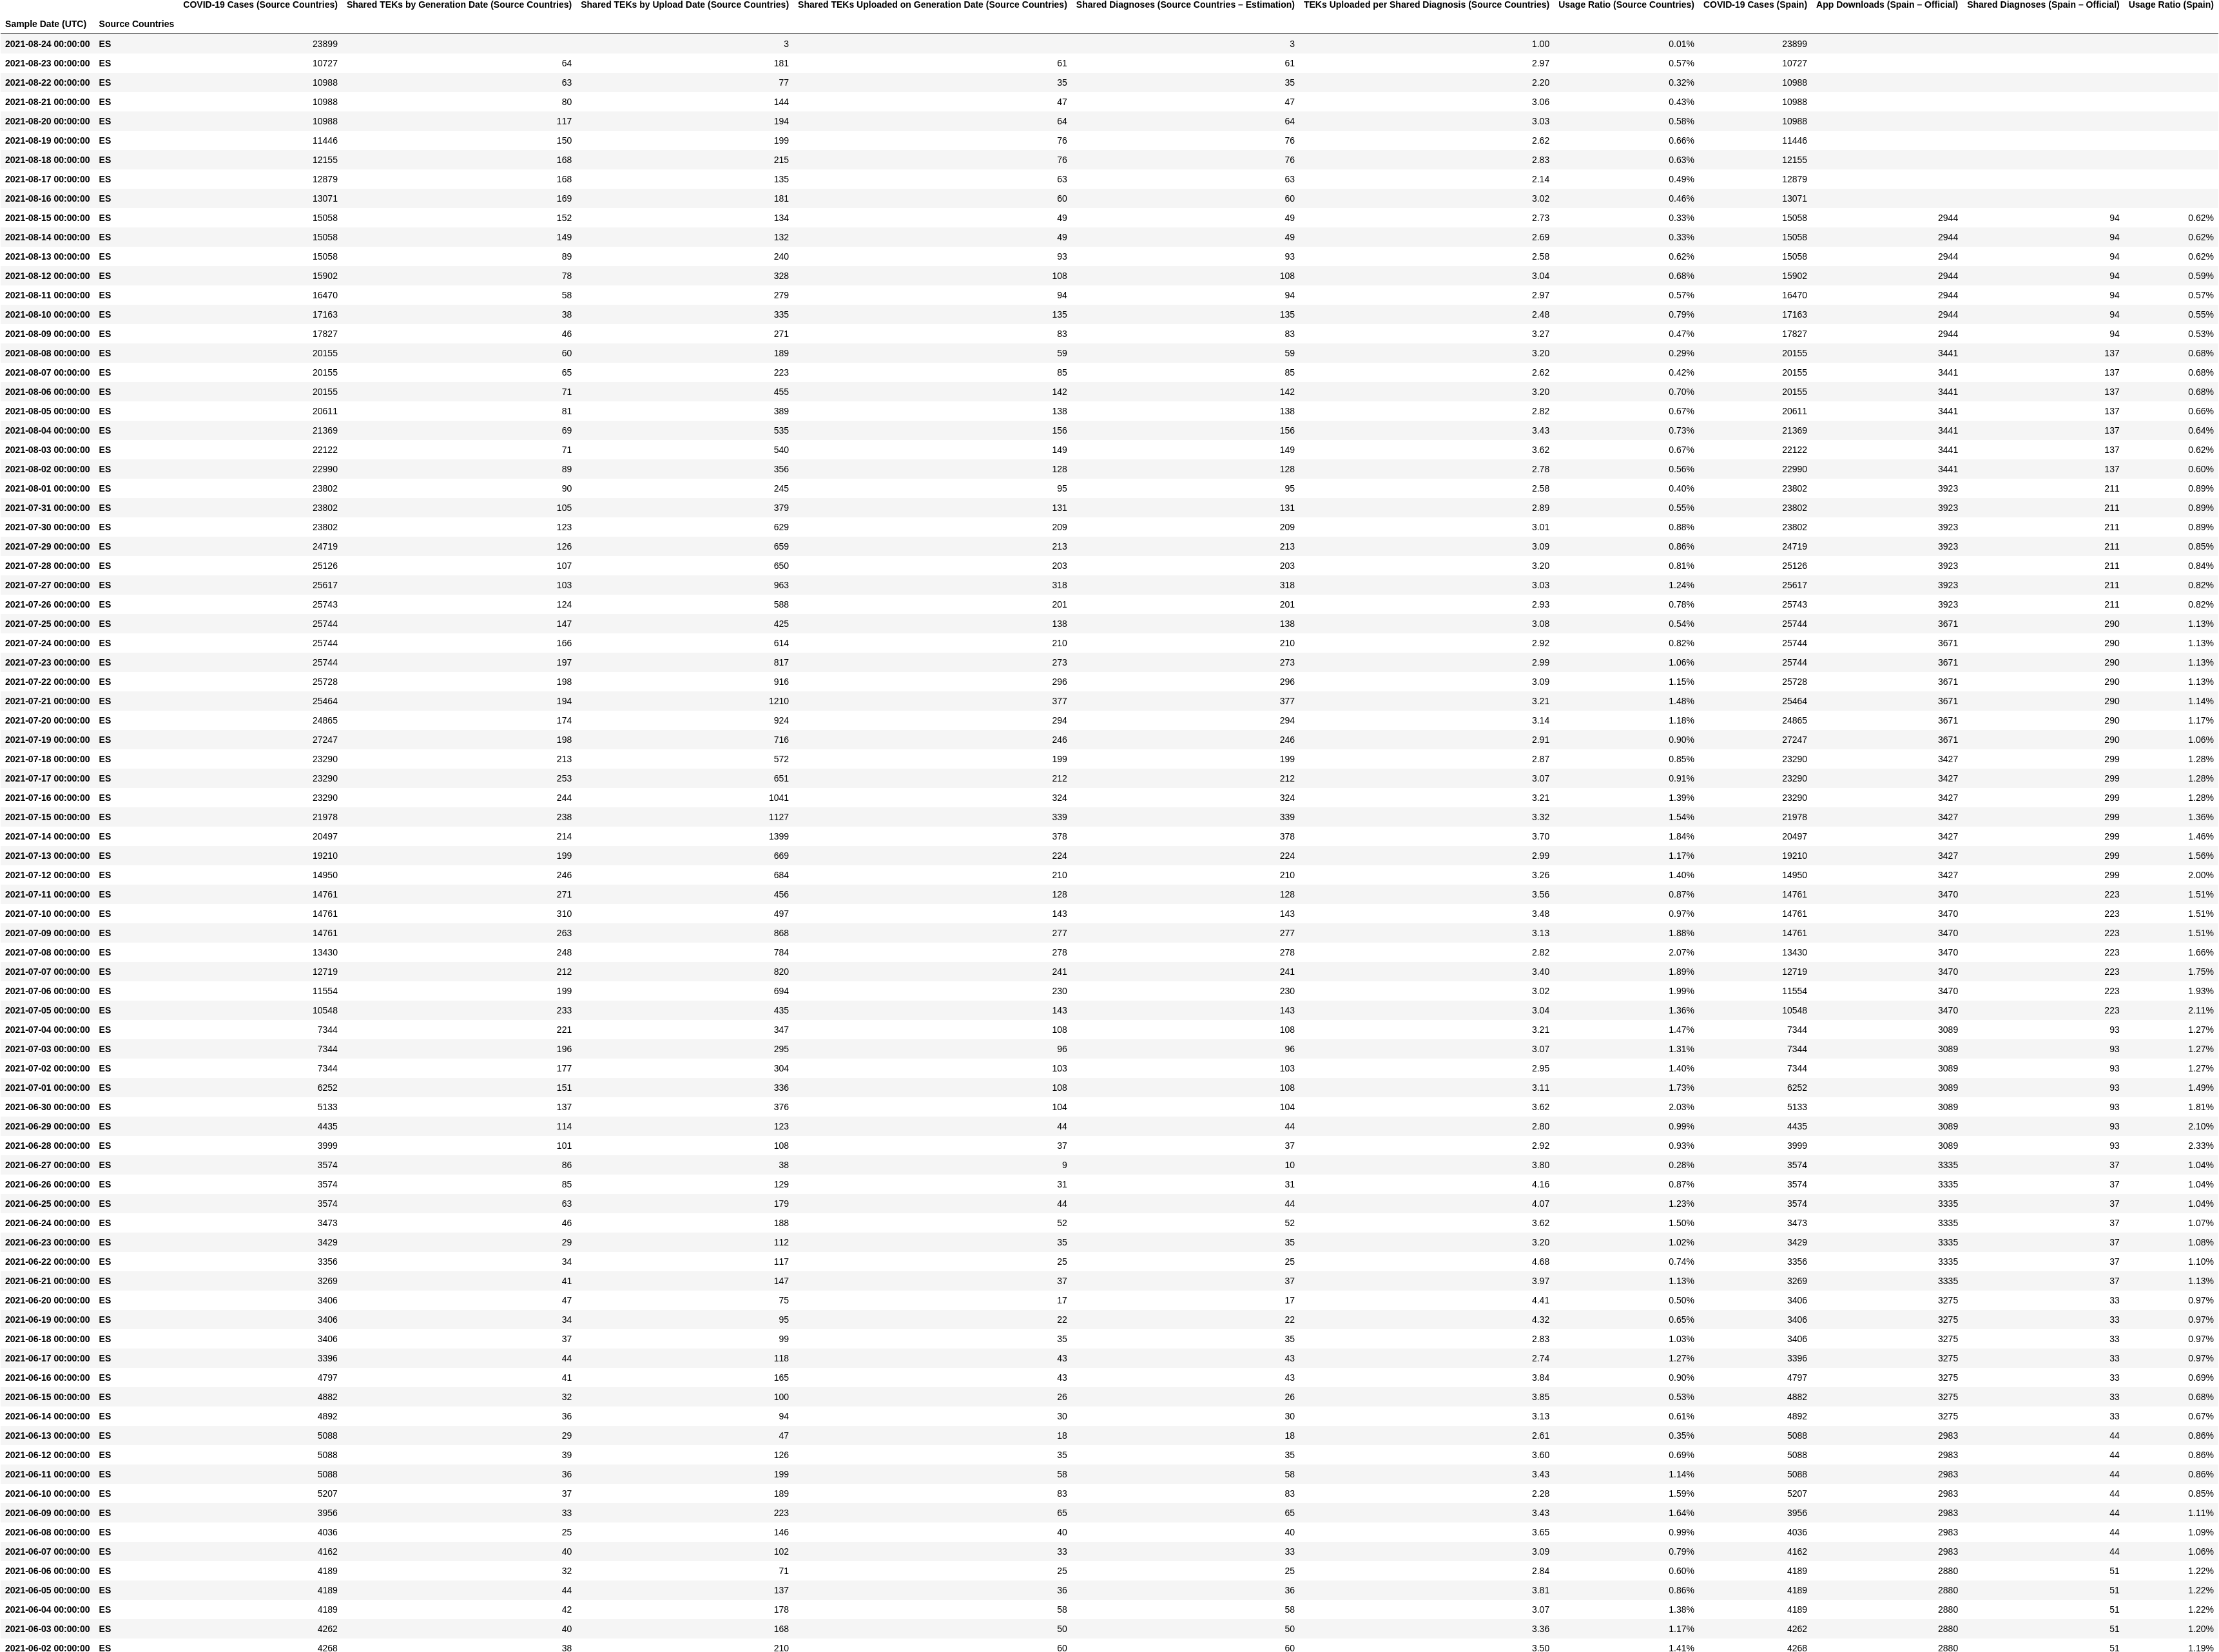 COVID-19 Cases (Source Countries) Shared TEKs by Generation Date (Source Countries) Shared TEKs by Upload Date (Source Countries) Shared TEKs Uploaded on Generation Date (Source Countries) Shared Diagnoses (Source Countries – Estimation) TEKs Uploaded per Shared Diagnosis (Source Countries) Usage Ratio (Source Countries) COVID-19 Cases (Spain) App Downloads (Spain – Official) Shared Diagnoses (Spain – Official) Usage Ratio (Spain)
Sample Date (UTC) Source Countries
2021-08-24 00:00:00 ES 23899 3 3 1.00 0.01% 23899
2021-08-23 00:00:00 ES 10727 64 181 61 61 2.97 0.57% 10727
2021-08-22 00:00:00 ES 10988 63 77 35 35 2.20 0.32% 10988
2021-08-21 00:00:00 ES 10988 80 144 47 47 3.06 0.43% 10988
2021-08-20 00:00:00 ES 10988 117 194 64 64 3.03 0.58% 10988
2021-08-19 00:00:00 ES 11446 150 199 76 76 2.62 0.66% 11446
2021-08-18 00:00:00 ES 12155 168 215 76 76 2.83 0.63% 12155
2021-08-17 00:00:00 ES 12879 168 135 63 63 2.14 0.49% 12879
2021-08-16 00:00:00 ES 13071 169 181 60 60 3.02 0.46% 13071
2021-08-15 00:00:00 ES 15058 152 134 49 49 2.73 0.33% 15058 2944 94 0.62%
2021-08-14 00:00:00 ES 15058 149 132 49 49 2.69 0.33% 15058 2944 94 0.62%
2021-08-13 00:00:00 ES 15058 89 240 93 93 2.58 0.62% 15058 2944 94 0.62%
2021-08-12 00:00:00 ES 15902 78 328 108 108 3.04 0.68% 15902 2944 94 0.59%
2021-08-11 00:00:00 ES 16470 58 279 94 94 2.97 0.57% 16470 2944 94 0.57%
2021-08-10 00:00:00 ES 17163 38 335 135 135 2.48 0.79% 17163 2944 94 0.55%
2021-08-09 00:00:00 ES 17827 46 271 83 83 3.27 0.47% 17827 2944 94 0.53%
2021-08-08 00:00:00 ES 20155 60 189 59 59 3.20 0.29% 20155 3441 137 0.68%
2021-08-07 00:00:00 ES 20155 65 223 85 85 2.62 0.42% 20155 3441 137 0.68%
2021-08-06 00:00:00 ES 20155 71 455 142 142 3.20 0.70% 20155 3441 137 0.68%
2021-08-05 00:00:00 ES 20611 81 389 138 138 2.82 0.67% 20611 3441 137 0.66%
2021-08-04 00:00:00 ES 21369 69 535 156 156 3.43 0.73% 21369 3441 137 0.64%
2021-08-03 00:00:00 ES 22122 71 540 149 149 3.62 0.67% 22122 3441 137 0.62%
2021-08-02 00:00:00 ES 22990 89 356 128 128 2.78 0.56% 22990 3441 137 0.60%
2021-08-01 00:00:00 ES 23802 90 245 95 95 2.58 0.40% 23802 3923 211 0.89%
2021-07-31 00:00:00 ES 23802 105 379 131 131 2.89 0.55% 23802 3923 211 0.89%
2021-07-30 00:00:00 ES 23802 123 629 209 209 3.01 0.88% 23802 3923 211 0.89%
2021-07-29 00:00:00 ES 24719 126 659 213 213 3.09 0.86% 24719 3923 211 0.85%
2021-07-28 00:00:00 ES 25126 107 650 203 203 3.20 0.81% 25126 3923 211 0.84%
2021-07-27 00:00:00 ES 25617 103 963 318 318 3.03 1.24% 25617 3923 211 0.82%
2021-07-26 00:00:00 ES 25743 124 588 201 201 2.93 0.78% 25743 3923 211 0.82%
2021-07-25 00:00:00 ES 25744 147 425 138 138 3.08 0.54% 25744 3671 290 1.13%
2021-07-24 00:00:00 ES 25744 166 614 210 210 2.92 0.82% 25744 3671 290 1.13%
2021-07-23 00:00:00 ES 25744 197 817 273 273 2.99 1.06% 25744 3671 290 1.13%
2021-07-22 00:00:00 ES 25728 198 916 296 296 3.09 1.15% 25728 3671 290 1.13%
2021-07-21 00:00:00 ES 25464 194 1210 377 377 3.21 1.48% 25464 3671 290 1.14%
2021-07-20 00:00:00 ES 24865 174 924 294 294 3.14 1.18% 24865 3671 290 1.17%
2021-07-19 00:00:00 ES 27247 198 716 246 246 2.91 0.90% 27247 3671 290 1.06%
2021-07-18 00:00:00 ES 23290 213 572 199 199 2.87 0.85% 23290 3427 299 1.28%
2021-07-17 00:00:00 ES 23290 253 651 212 212 3.07 0.91% 23290 3427 299 1.28%
2021-07-16 00:00:00 ES 23290 244 1041 324 324 3.21 1.39% 23290 3427 299 1.28%
2021-07-15 00:00:00 ES 21978 238 1127 339 339 3.32 1.54% 21978 3427 299 1.36%
2021-07-14 00:00:00 ES 20497 214 1399 378 378 3.70 1.84% 20497 3427 299 1.46%
2021-07-13 00:00:00 ES 19210 199 669 224 224 2.99 1.17% 19210 3427 299 1.56%
2021-07-12 00:00:00 ES 14950 246 684 210 210 3.26 1.40% 14950 3427 299 2.00%
2021-07-11 00:00:00 ES 14761 271 456 128 128 3.56 0.87% 14761 3470 223 1.51%
2021-07-10 00:00:00 ES 14761 310 497 143 143 3.48 0.97% 14761 3470 223 1.51%
2021-07-09 00:00:00 ES 14761 263 868 277 277 3.13 1.88% 14761 3470 223 1.51%
2021-07-08 00:00:00 ES 13430 248 784 278 278 2.82 2.07% 13430 3470 223 1.66%
2021-07-07 00:00:00 ES 12719 212 820 241 241 3.40 1.89% 12719 3470 223 1.75%
2021-07-06 00:00:00 ES 11554 199 694 230 230 3.02 1.99% 11554 3470 223 1.93%
2021-07-05 00:00:00 ES 10548 233 435 143 143 3.04 1.36% 10548 3470 223 2.11%
2021-07-04 00:00:00 ES 7344 221 347 108 108 3.21 1.47% 7344 3089 93 1.27%
2021-07-03 00:00:00 ES 7344 196 295 96 96 3.07 1.31% 7344 3089 93 1.27%
2021-07-02 00:00:00 ES 7344 177 304 103 103 2.95 1.40% 7344 3089 93 1.27%
2021-07-01 00:00:00 ES 6252 151 336 108 108 3.11 1.73% 6252 3089 93 1.49%
2021-06-30 00:00:00 ES 5133 137 376 104 104 3.62 2.03% 5133 3089 93 1.81%
2021-06-29 00:00:00 ES 4435 114 123 44 44 2.80 0.99% 4435 3089 93 2.10%
2021-06-28 00:00:00 ES 3999 101 108 37 37 2.92 0.93% 3999 3089 93 2.33%
2021-06-27 00:00:00 ES 3574 86 38 9 10 3.80 0.28% 3574 3335 37 1.04%
2021-06-26 00:00:00 ES 3574 85 129 31 31 4.16 0.87% 3574 3335 37 1.04%
2021-06-25 00:00:00 ES 3574 63 179 44 44 4.07 1.23% 3574 3335 37 1.04%
2021-06-24 00:00:00 ES 3473 46 188 52 52 3.62 1.50% 3473 3335 37 1.07%
2021-06-23 00:00:00 ES 3429 29 112 35 35 3.20 1.02% 3429 3335 37 1.08%
2021-06-22 00:00:00 ES 3356 34 117 25 25 4.68 0.74% 3356 3335 37 1.10%
2021-06-21 00:00:00 ES 3269 41 147 37 37 3.97 1.13% 3269 3335 37 1.13%
2021-06-20 00:00:00 ES 3406 47 75 17 17 4.41 0.50% 3406 3275 33 0.97%
2021-06-19 00:00:00 ES 3406 34 95 22 22 4.32 0.65% 3406 3275 33 0.97%
2021-06-18 00:00:00 ES 3406 37 99 35 35 2.83 1.03% 3406 3275 33 0.97%
2021-06-17 00:00:00 ES 3396 44 118 43 43 2.74 1.27% 3396 3275 33 0.97%
2021-06-16 00:00:00 ES 4797 41 165 43 43 3.84 0.90% 4797 3275 33 0.69%
2021-06-15 00:00:00 ES 4882 32 100 26 26 3.85 0.53% 4882 3275 33 0.68%
2021-06-14 00:00:00 ES 4892 36 94 30 30 3.13 0.61% 4892 3275 33 0.67%
2021-06-13 00:00:00 ES 5088 29 47 18 18 2.61 0.35% 5088 2983 44 0.86%
2021-06-12 00:00:00 ES 5088 39 126 35 35 3.60 0.69% 5088 2983 44 0.86%
2021-06-11 00:00:00 ES 5088 36 199 58 58 3.43 1.14% 5088 2983 44 0.86%
2021-06-10 00:00:00 ES 5207 37 189 83 83 2.28 1.59% 5207 2983 44 0.85%
2021-06-09 00:00:00 ES 3956 33 223 65 65 3.43 1.64% 3956 2983 44 1.11%
2021-06-08 00:00:00 ES 4036 25 146 40 40 3.65 0.99% 4036 2983 44 1.09%
2021-06-07 00:00:00 ES 4162 40 102 33 33 3.09 0.79% 4162 2983 44 1.06%
2021-06-06 00:00:00 ES 4189 32 71 25 25 2.84 0.60% 4189 2880 51 1.22%
2021-06-05 00:00:00 ES 4189 44 137 36 36 3.81 0.86% 4189 2880 51 1.22%
2021-06-04 00:00:00 ES 4189 42 178 58 58 3.07 1.38% 4189 2880 51 1.22%
2021-06-03 00:00:00 ES 4262 40 168 50 50 3.36 1.17% 4262 2880 51 1.20%
2021-06-02 00:00:00 ES 4268 38 210 60 60 3.50 1.41% 4268 2880 51 1.19%